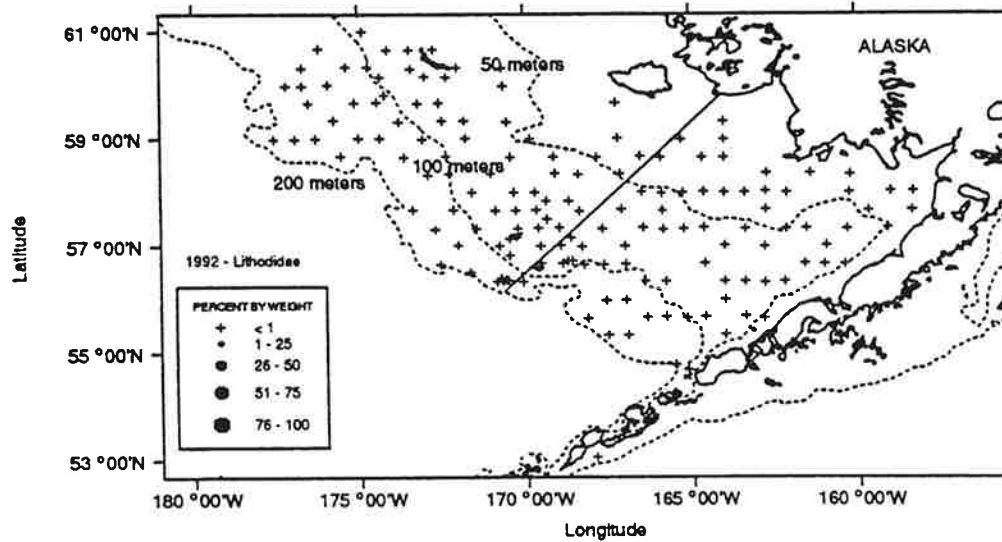 61 °00'N
59 °00'N
57 °00'N
55 °00'N
53 °00'N
Latitude
50 meters
100 meters
200 meters
ALASKA
1992 - Lithodidae
PERCENT BY WEIGHT
< 1
1 - 25
26 - 50
51 - 75
76 - 100
180 °00'W
175 °00'W
170 °00'W
165 °00'W
160 °00'W
Longitude